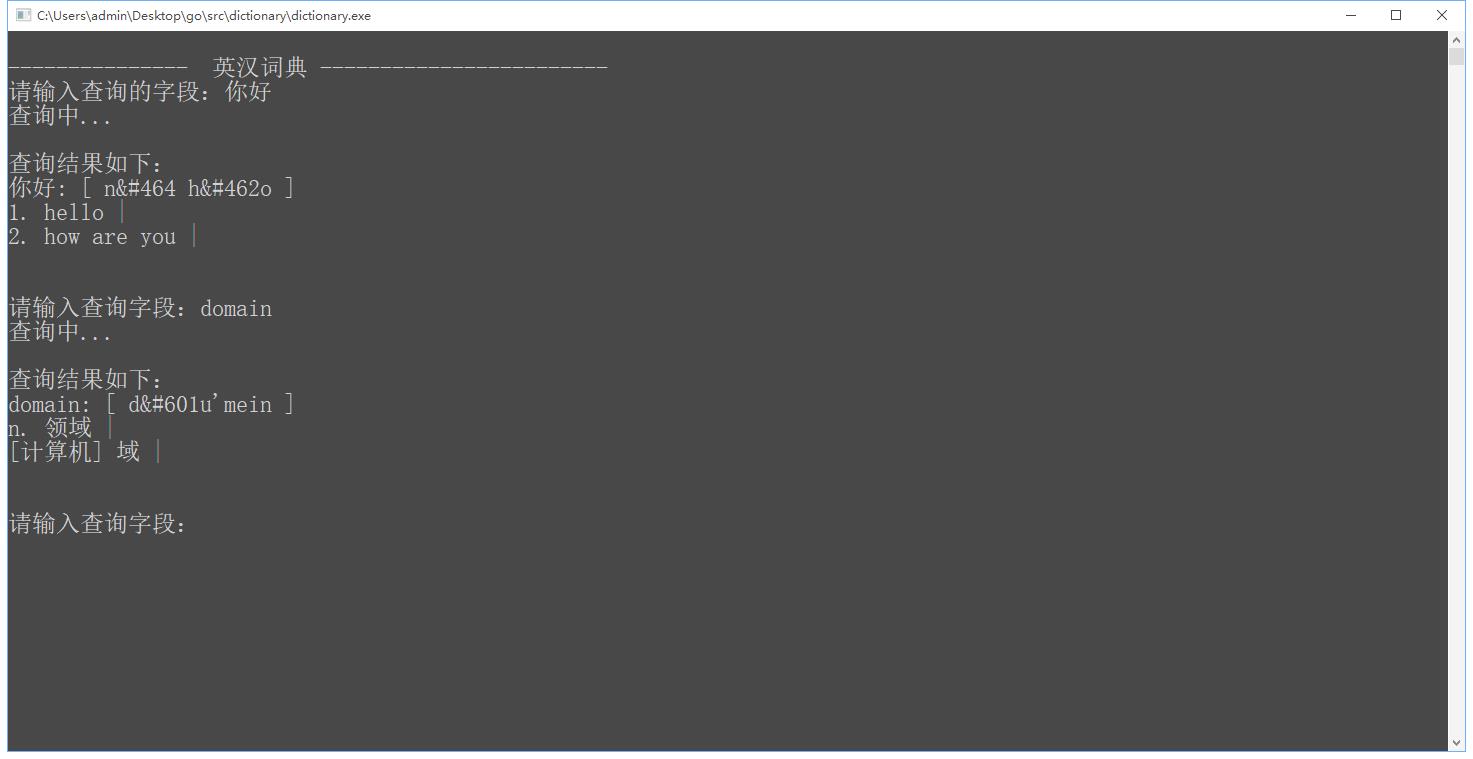 C:\Users\admin\Desktop\go\src\dictionary\dictionary.exe
--------------- 英汉词典 ------------------------
请输入查询的字段：你好
查询中...
查询结果如下：
你好: [ n&#464 h&#462o ]
1. hello |
2. how are you |
请输入查询字段：domain
查询中...
查询结果如下：
domain: [ d&#601u'mein ]
n. 领域 |
[计算机] 域 |
请输入查询字段：